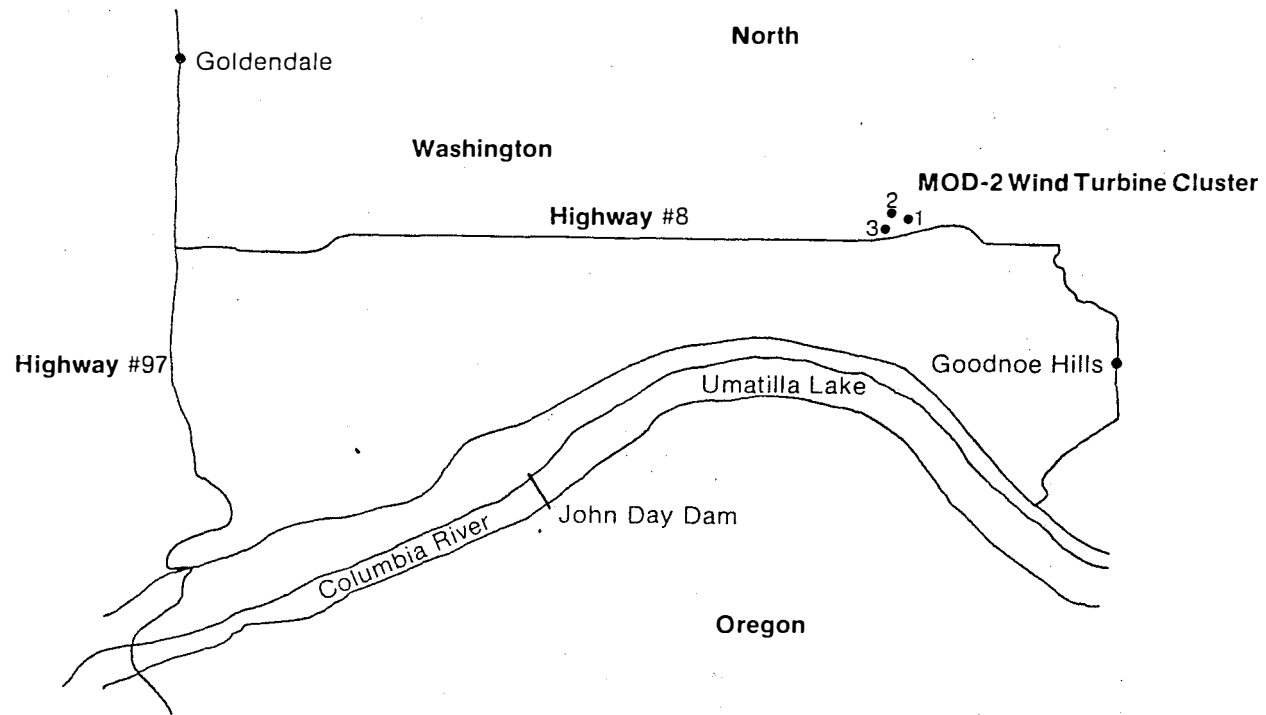 North
Goldendale
Washington
MOD-2 Wind Turbine Cluster
2
1
3
Highway #8
Highway #97
Goodnoe Hills
Umatilla Lake
John Day Dam
Columbia River
Oregon